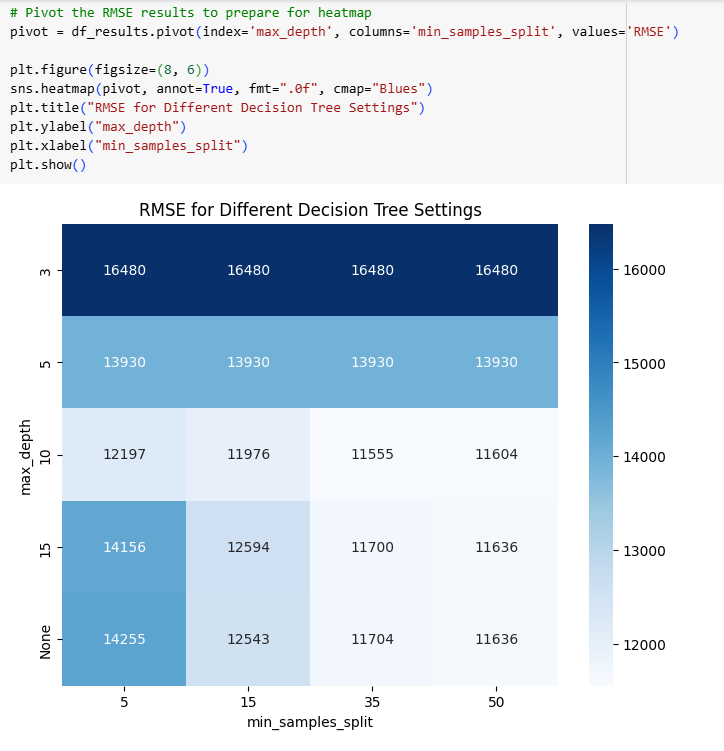 # Pivot the RMSE results to prepare for heatmap
pivot = df_results.pivot(index='max_depth', columns='min_samples_split', values='RMSE')
plt.figure(figsize=(8, 6))
sns.heatmap(pivot, annot=True, fmt=".0f", cmap="Blues")
plt.title("RMSE for Different Decision Tree Settings")
plt.ylabel("max_depth")
plt.xlabel("min_samples_split")
plt.show()
RMSE for Different Decision Tree Settings
3 16480 16480 16480 16480
5 13930 13930 13930 13930
10 12197 11976 11555 11604
15 14156 12594 11700 11636
None 14255 12543 11704 11636
max_depth
5 15 35 50
min_samples_split
16000
15000
14000
13000
12000